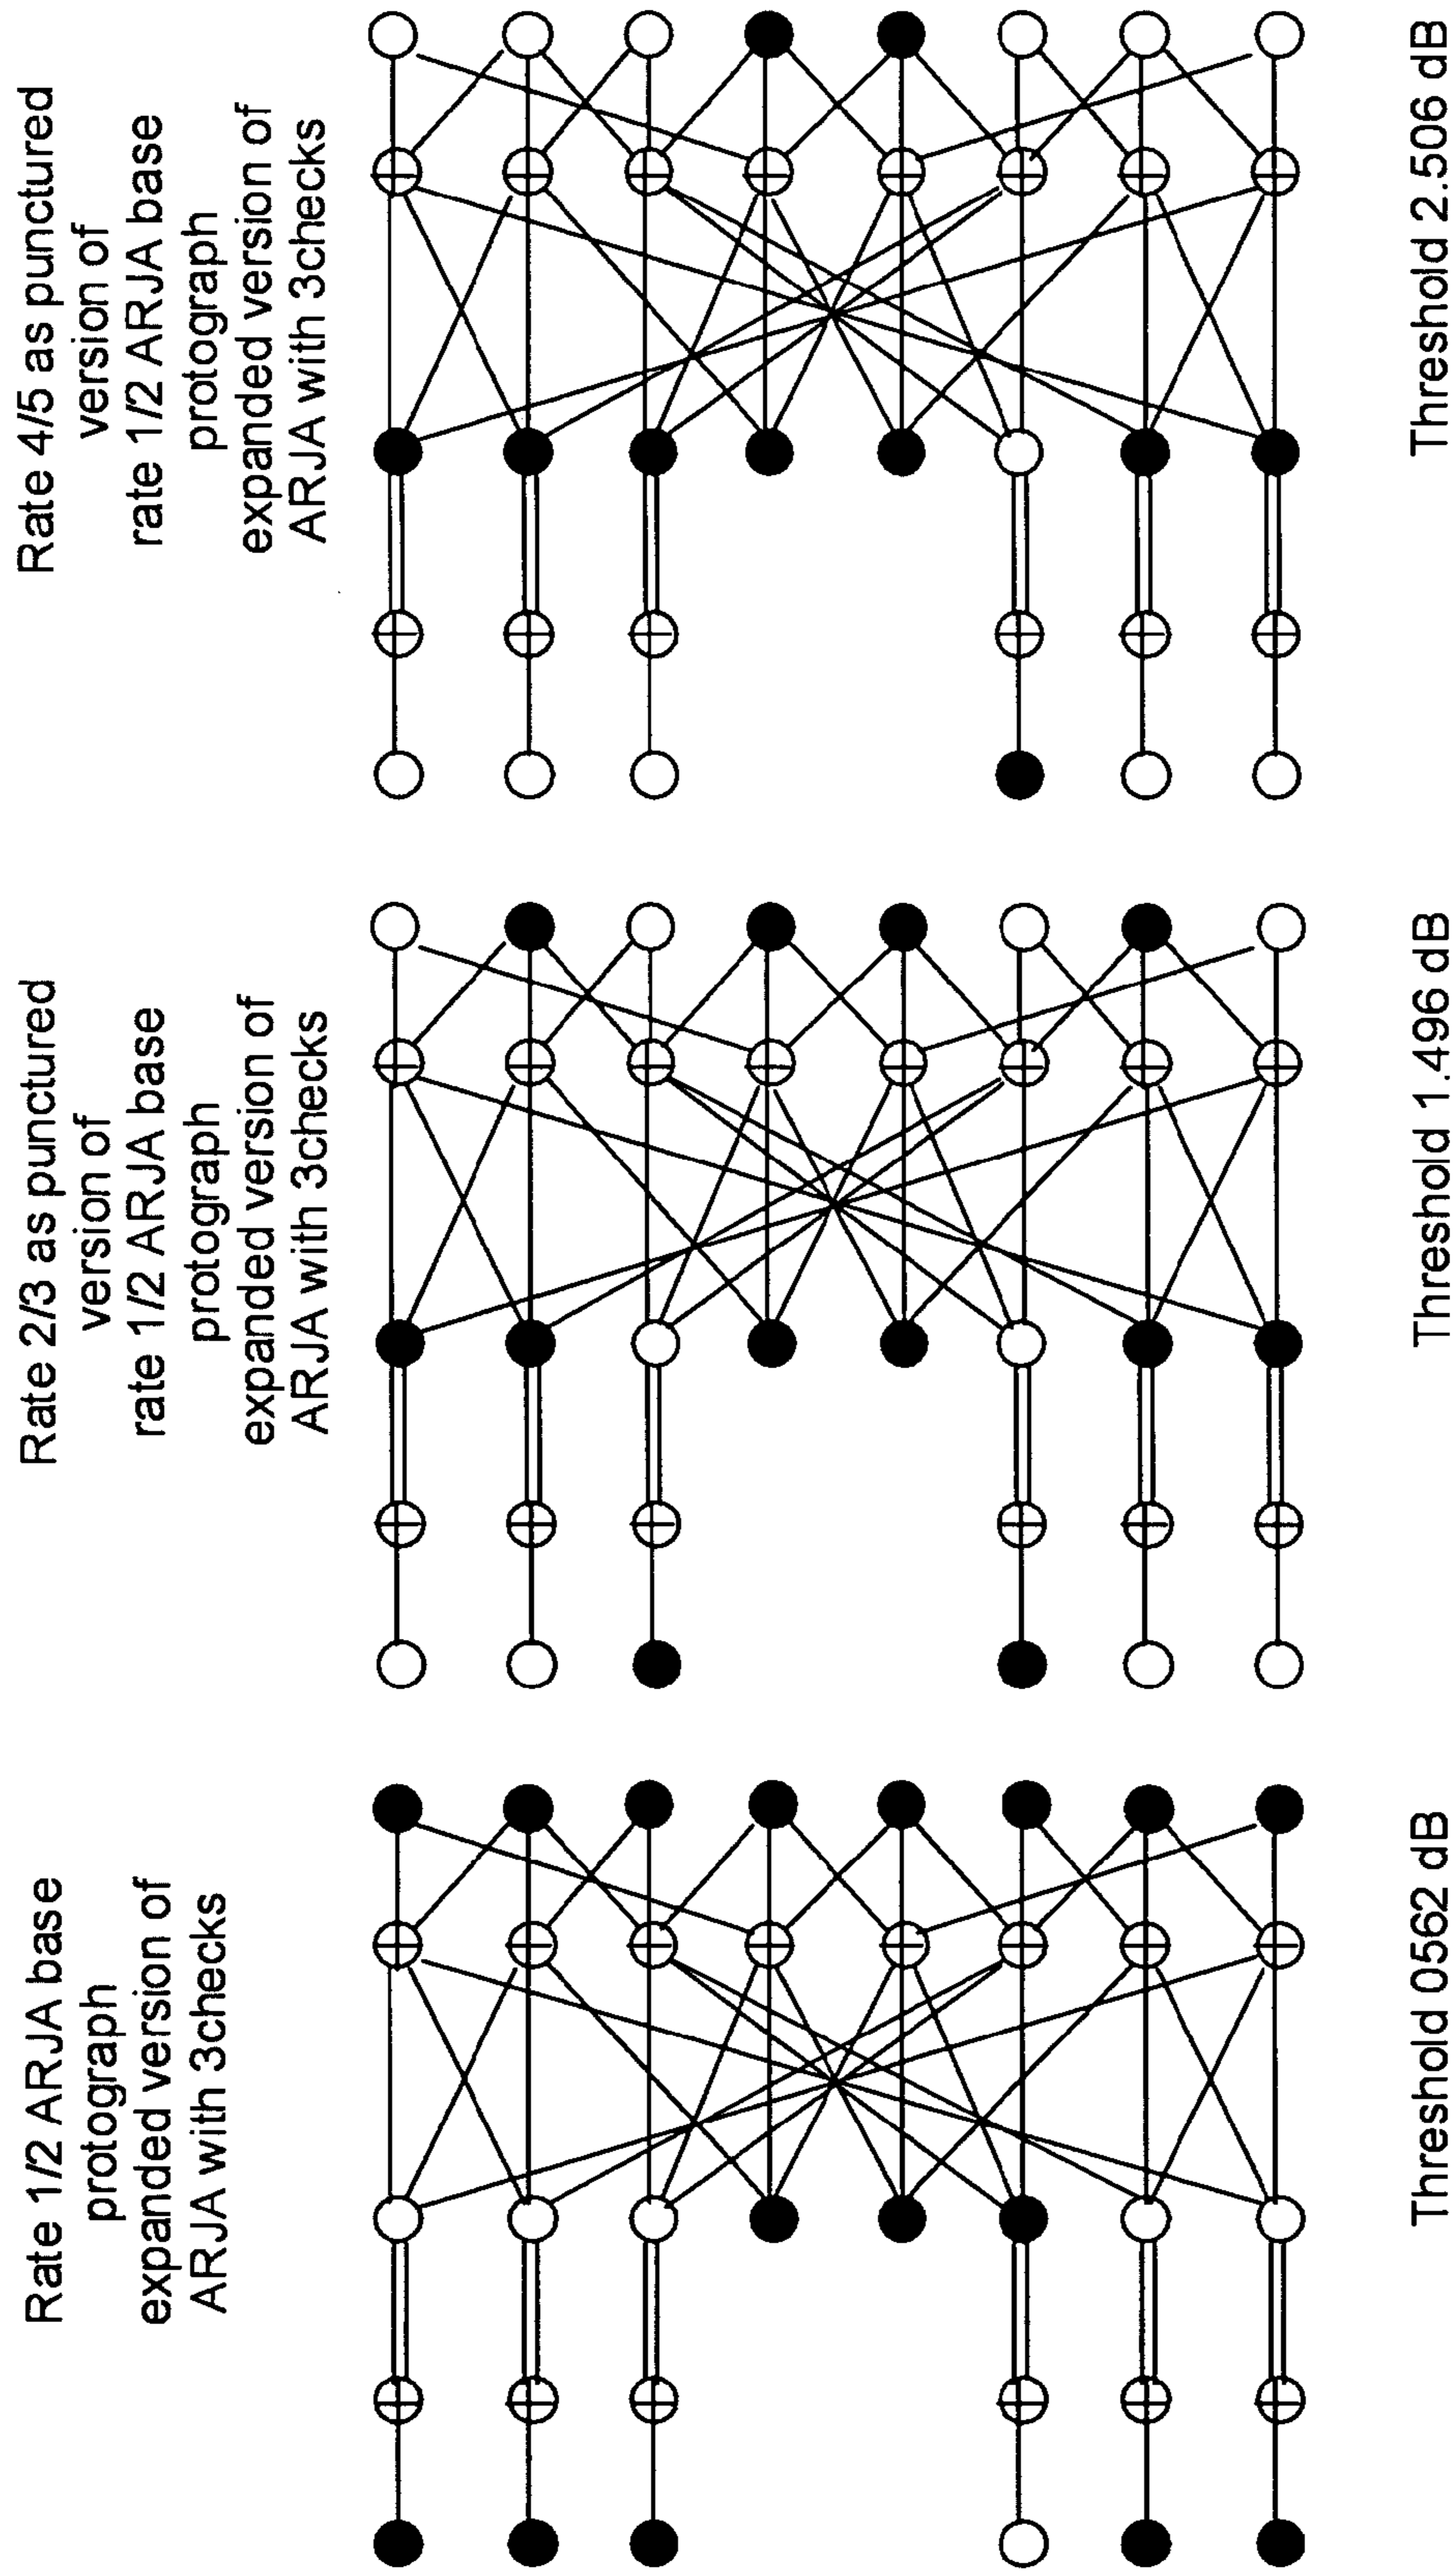 Rate 1/2 ARJA base
protograph
expanded version of
ARJA with 3checks
Rate 2/3 as punctured
version of
rate 1/2 ARJA base
protograph
expanded version of
ARJA with 3checks
Rate 4/5 as punctured
version of
rate 1/2 ARJA base
protograph
expanded version of
ARJA with 3checks
Threshold 0562 dB
Threshold 1.496 dB
Threshold 2.506 dB